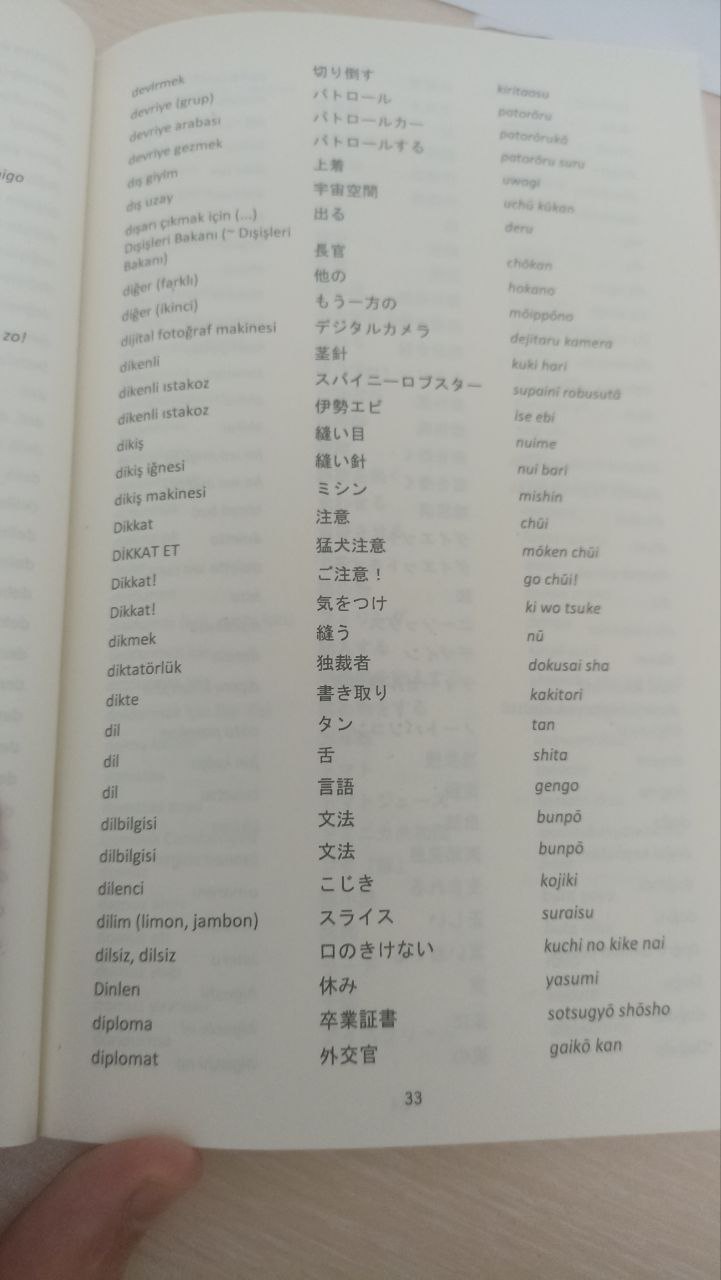 igo
zo!
devirmek 切り倒す kiritaosu
devriye (grup) パトロール patorōru
devriye arabası パトロールカー patorōrukā
devriye gezmek パトロールする patorōru suru
dış giyim 上着 uwagi
dış uzay 宇宙空間 uchū kūkan
dışarı çıkmak için (...) 出る deru
Dışişleri Bakanı (~ Dışişleri
Bakanı) 長官 chōkan
diğer (farklı) 他の hokano
diğer (ikinci) もう一方の mōippōno
dijital fotoğraf makinesi デジタルカメラ dejitaru kamera
dikenli 茎針 kuki hari
dikenli ıstakoz スパイニーロブスター supainī robusutā
dikenli ıstakoz 伊勢エビ ise ebi
dikiş 縫い目 nuime
dikiş iğnesi 縫い針 nui bari
dikiş makinesi ミシン mishin
Dikkat 注意 chūi
DİKKAT ET 猛犬注意 mōken chūi
Dikkat! ご注意！ go chūi!
Dikkat! 気をつけ ki wo tsuke
dikmek 縫う nū
diktatörlük 独裁者 dokusai sha
dikte 書き取り kakitori
dil タン tan
dil 舌 shita
dil 言語 gengo
dilbilgisi 文法 bunpō
dilbilgisi 文法 bunpō
dilenci こじき kojiki
dilim (limon, jambon) スライス suraisu
dilsiz, dilsiz 口のきけない kuchi no kike nai
Dinlen 休み yasumi
diploma 卒業証書 sotsugyō shōsho
diplomat 外交官 gaikō kan
33